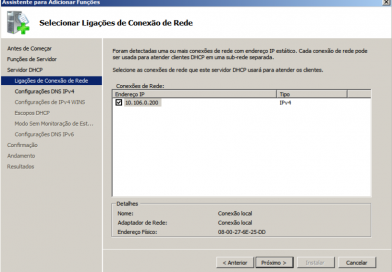 Assistente para Adicionar Funções
Selecionar Ligações de Conexão de Rede
Antes de Começar
Funções de Servidor
Servidor DHCP
Ligações de Conexão de Rede
Configurações DNS IPv4
Configurações de IPv4 WINS
Escopos DHCP
Modo Sem Monitoração de Est...
Configurações DNS IPv6
Confirmação
Andamento
Resultados
Foram detectadas uma ou mais conexões de rede com endereço IP estático. Cada conexão de rede pode
ser usada para atender clientes DHCP em uma sub-rede separada.
Selecione as conexões de rede que este servidor DHCP usará para atender os clientes.
Conexões de Rede:
Endereço IP Tipo
10.106.0.200 IPv4
Detalhes
Nome: Conexão local
Adaptador de Rede: Conexão local
Endereço Físico: 08-00-27-6E-25-DD
< Anterior Próximo > Instalar Cancelar